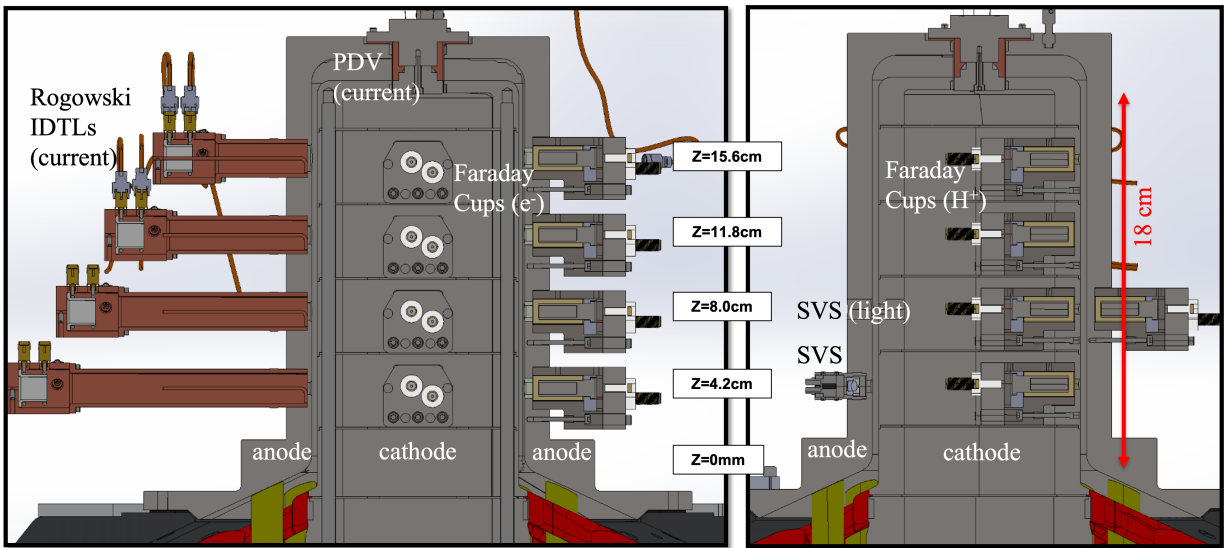 PDV
(current)
Rogowski
IDTLs
(current)
Faraday
Cups (e-)
anode
cathode
anode
Z=15.6cm
Z=11.8cm
Z=8.0cm
Z=4.2cm
Z=0mm
Faraday
Cups (H+)
18 cm
SVS (light)
SVS
anode
cathode